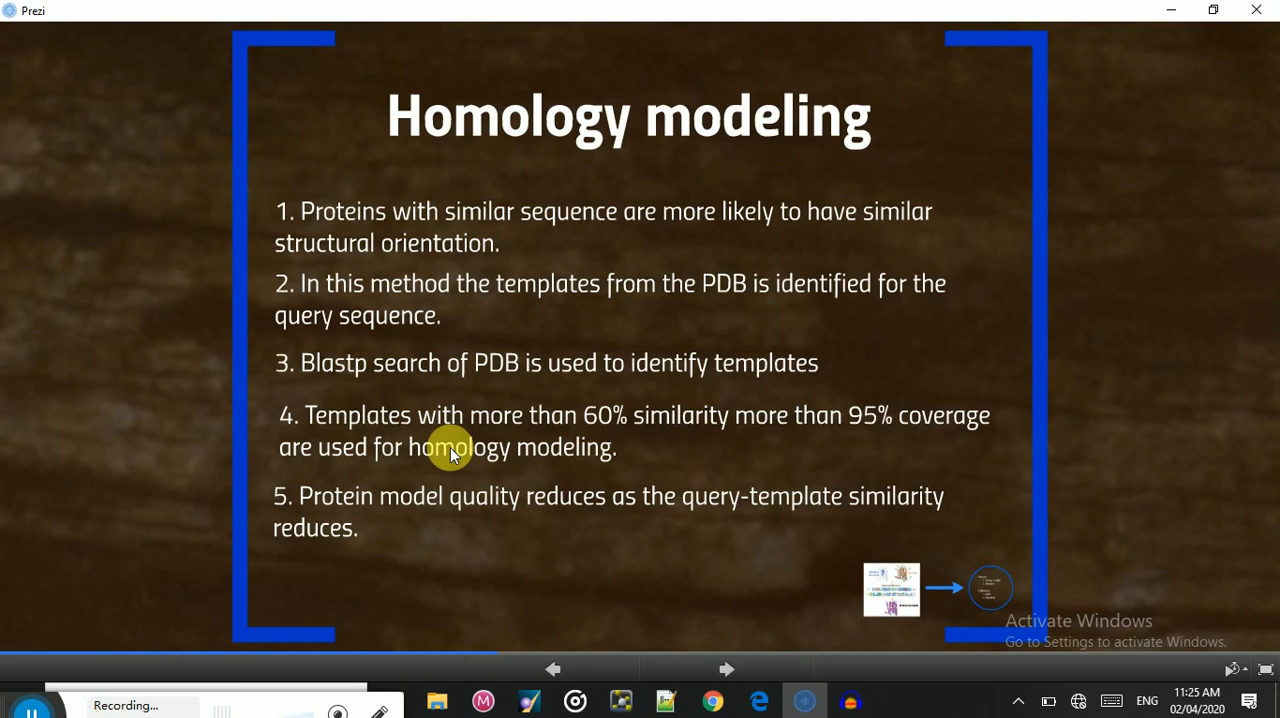 Prezi
Homology modeling
1. Proteins with similar sequence are more likely to have similar
structural orientation.
2. In this method the templates from the PDB is identified for the
query sequence.
3. Blastp search of PDB is used to identify templates
4. Templates with more than 60% similarity more than 95% coverage
are used for homology modeling.
5. Protein model quality reduces as the query-template similarity
reduces.
Activate Windows
Go to Settings to activate Windows.
Recording...
ENG
11:25 AM
02/04/2020